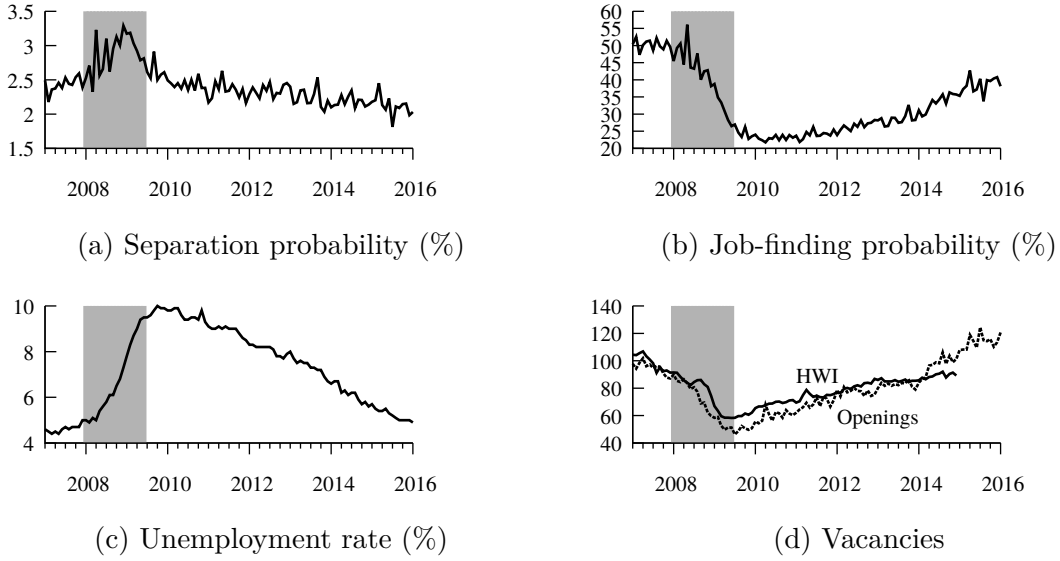 3.5
3
2.5
2
1.5
2008 2010 2012 2014 2016
(a) Separation probability (%)
60
55
50
45
40
35
30
25
20
2008 2010 2012 2014 2016
(b) Job-finding probability (%)
10
8
6
4
2008 2010 2012 2014 2016
(c) Unemployment rate (%)
140
120
100
80
60
40
HWI
Openings
2008 2010 2012 2014 2016
(d) Vacancies